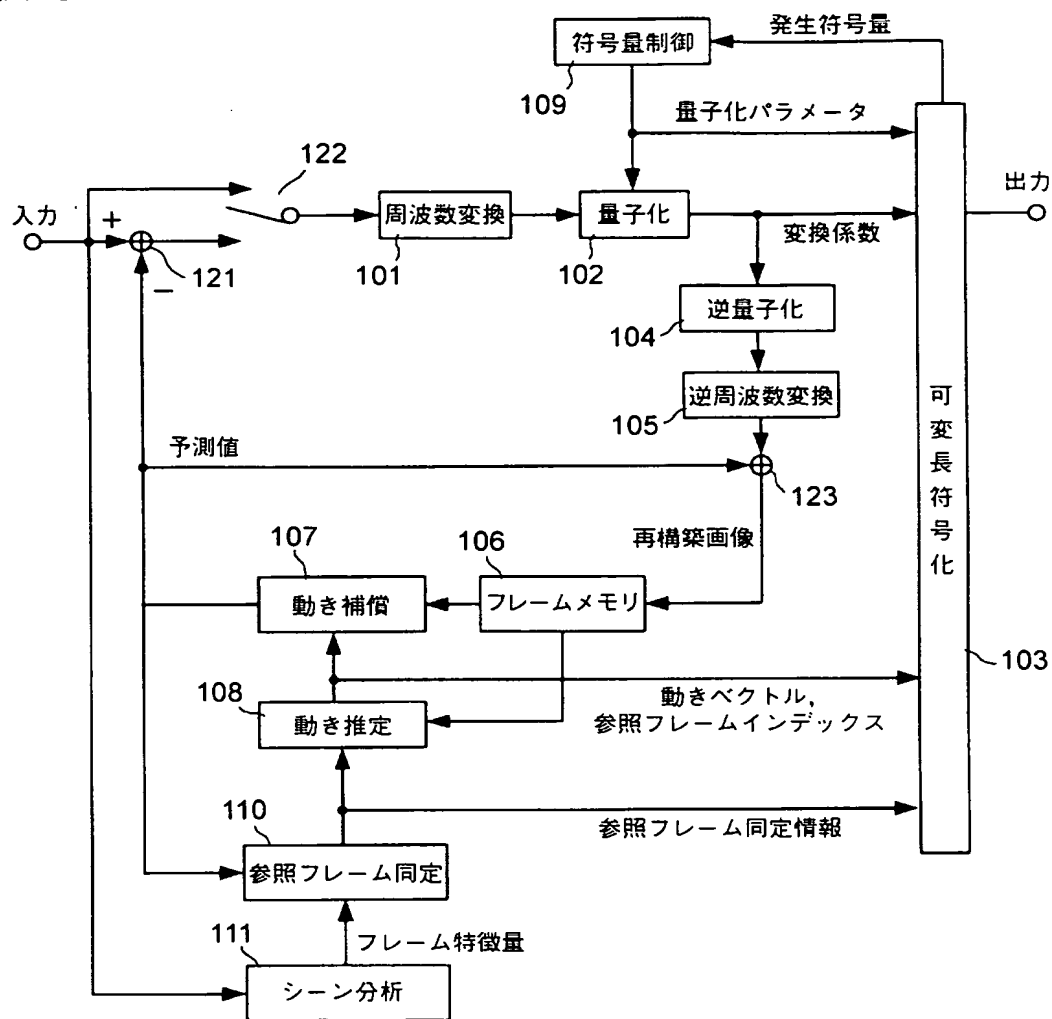 発生符号量
符号量制御
109
量子化パラメータ
122
出力
入力
+
周波数変換
量子化
変換係数
121
−
101
102
逆量子化
104
逆周波数変換
105
可変長符号化
予測値
123
再構築画像
107
106
動き補償
フレームメモリ
103
108
動きベクトル,
参照フレームインデックス
動き推定
110
参照フレーム同定情報
参照フレーム同定
111
フレーム特徴量
シーン分析